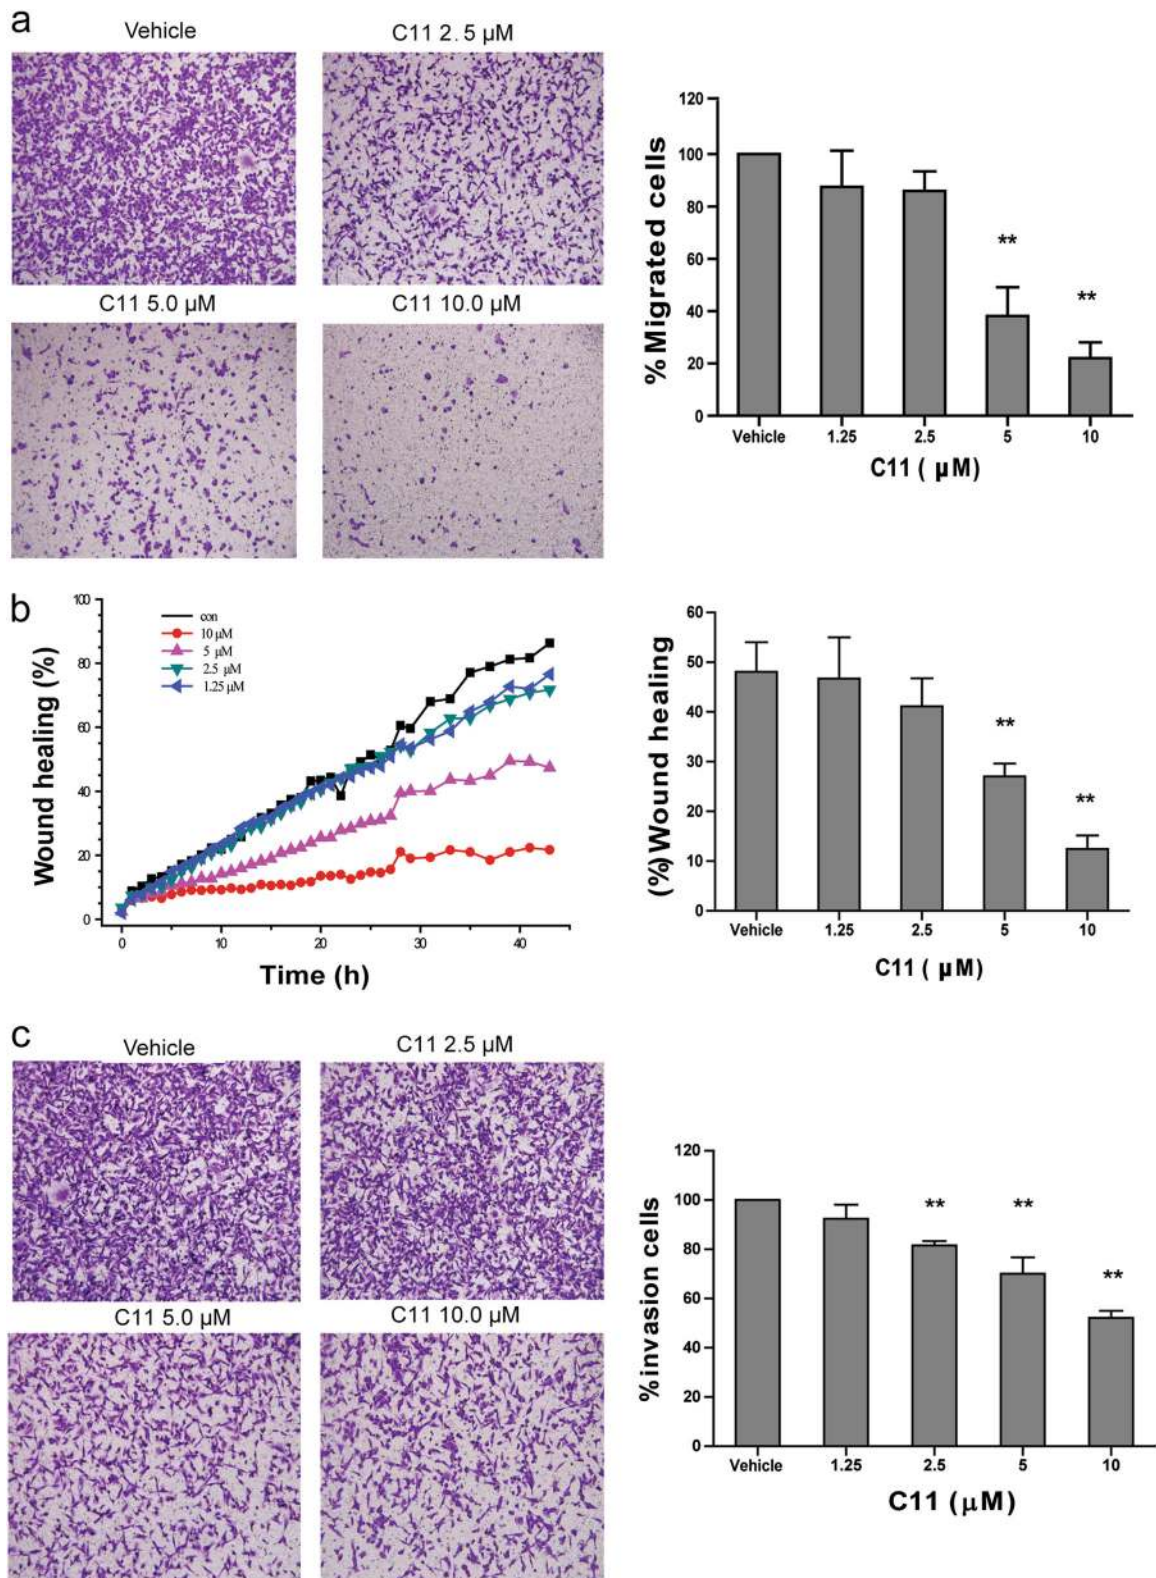 a
Vehicle
C11 2.5 µM
C11 5.0 µM
C11 10.0 µM
% Migrated cells
120
100
80
60
40
20
0
**
**
Vehicle 1.25 2.5 5 10
C11 ( µM)
b
Wound healing (%)
100
80
60
40
20
0
con
10 µM
5 µM
2.5 µM
1.25 µM
0 10 20 30 40
Time (h)
(%)Wound healing
60
50
40
30
20
10
0
**
**
Vehicle 1.25 2.5 5 10
C11 ( µM)
c
Vehicle
C11 2.5 µM
C11 5.0 µM
C11 10.0 µM
%invasion cells
120
100
80
60
40
20
0
**
**
**
Vehicle 1.25 2.5 5 10
C11 (µM)